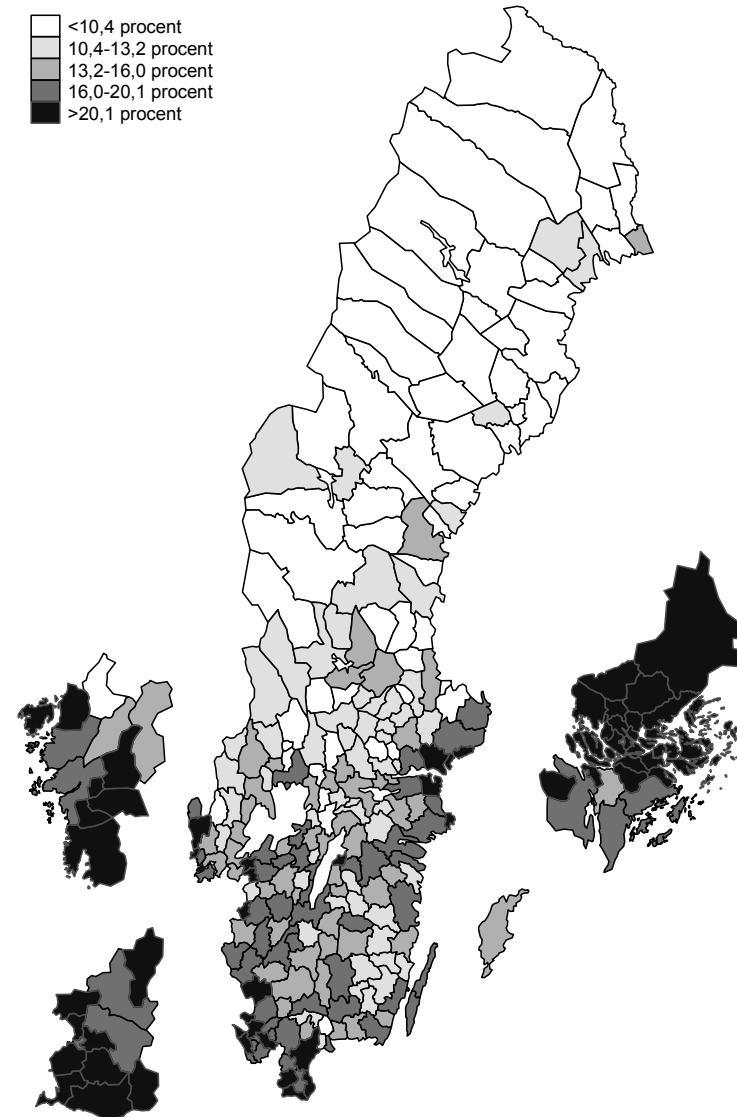 <10,4 procent
10,4-13,2 procent
13,2-16,0 procent
16,0-20,1 procent
>20,1 procent